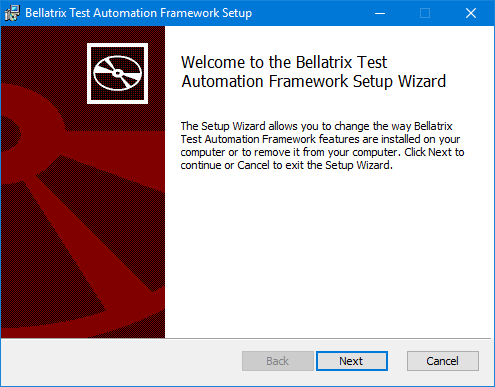 Bellatrix Test Automation Framework Setup
Welcome to the Bellatrix Test
Automation Framework Setup Wizard
The Setup Wizard allows you to change the way Bellatrix
Test Automation Framework features are installed on your
computer or to remove it from your computer. Click Next to
continue or Cancel to exit the Setup Wizard.
Back Next Cancel